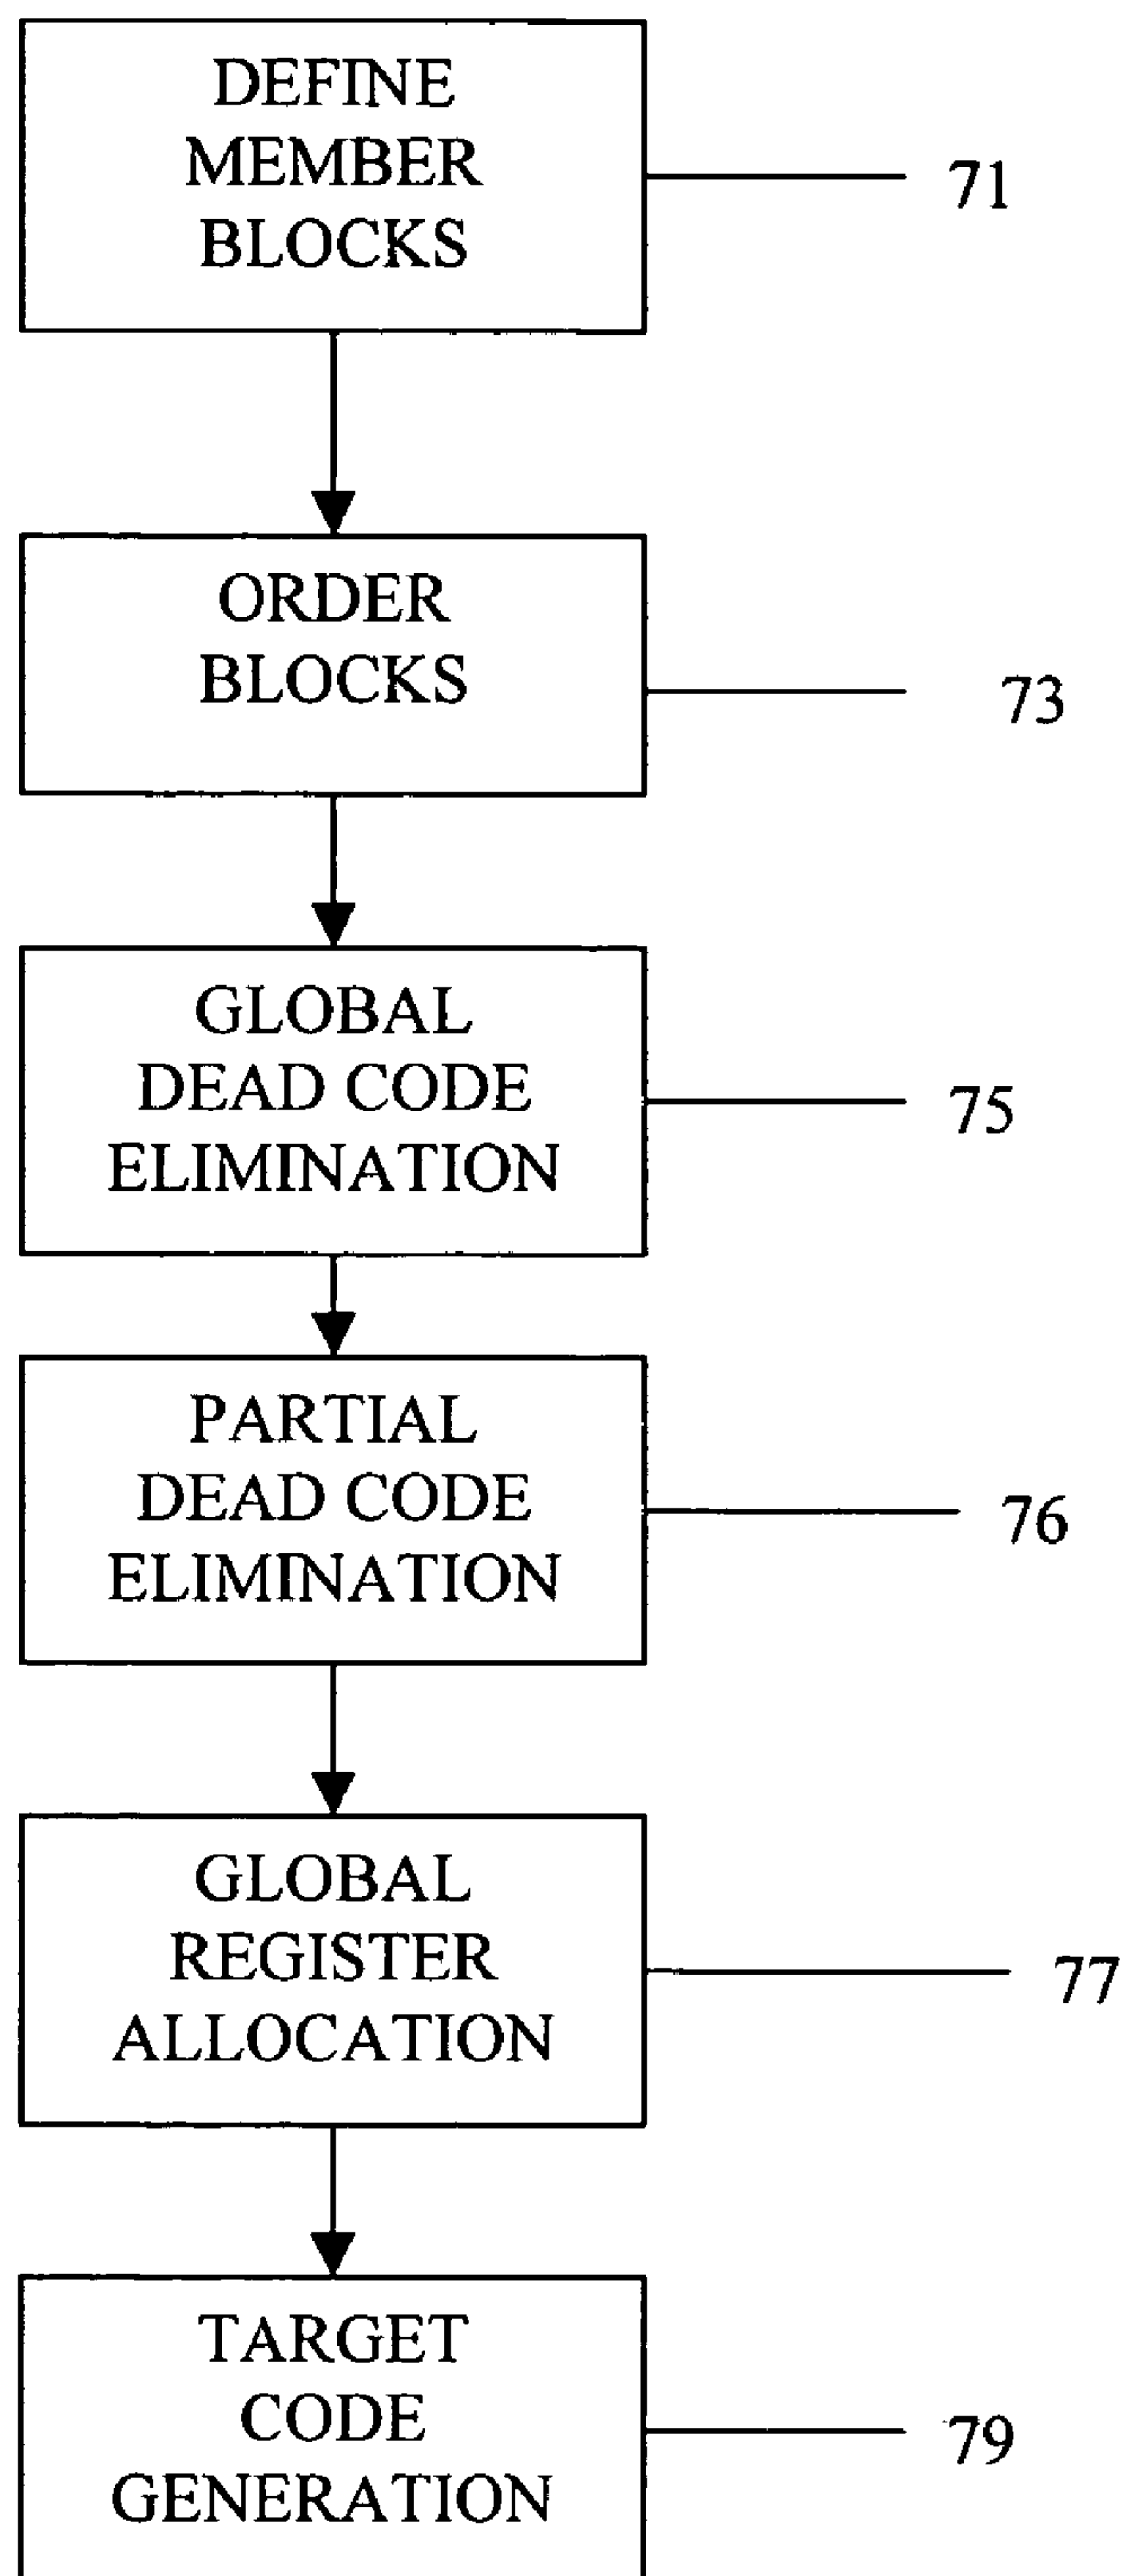 DEFINE
MEMBER
BLOCKS
71
ORDER
BLOCKS
73
GLOBAL
DEAD CODE
ELIMINATION
75
PARTIAL
DEAD CODE
ELIMINATION
76
GLOBAL
REGISTER
ALLOCATION
77
TARGET
CODE
GENERATION
79